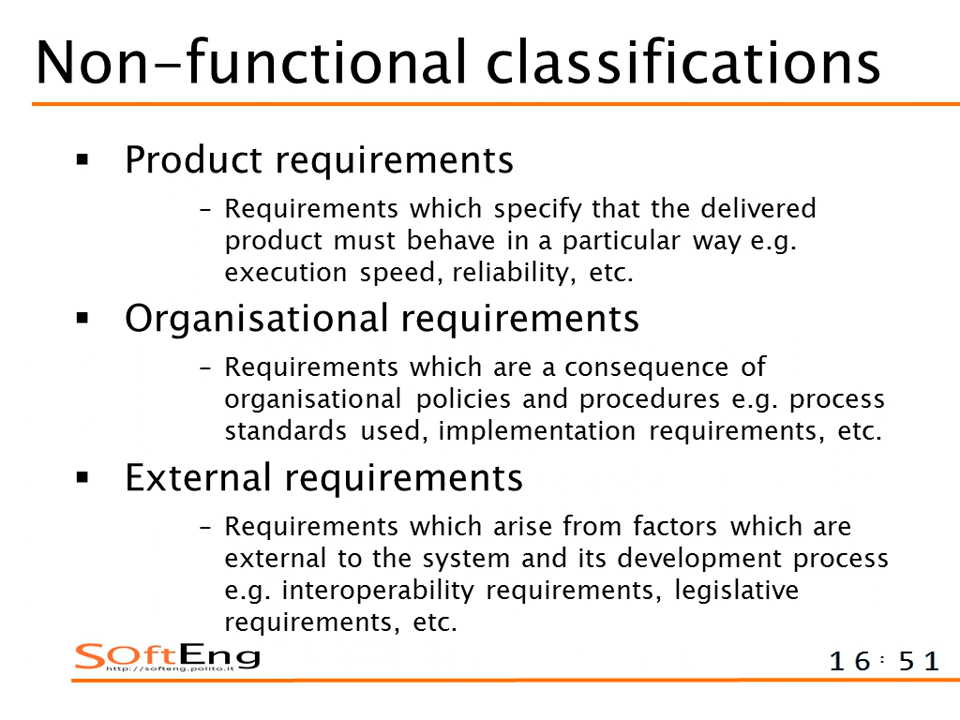 Non-functional classifications
▪ Product requirements
– Requirements which specify that the delivered
product must behave in a particular way e.g.
execution speed, reliability, etc.
▪ Organisational requirements
– Requirements which are a consequence of
organisational policies and procedures e.g. process
standards used, implementation requirements, etc.
▪ External requirements
– Requirements which arise from factors which are
external to the system and its development process
e.g. interoperability requirements, legislative
requirements, etc.
SOftEng
http://softeng.polito.it
16:51